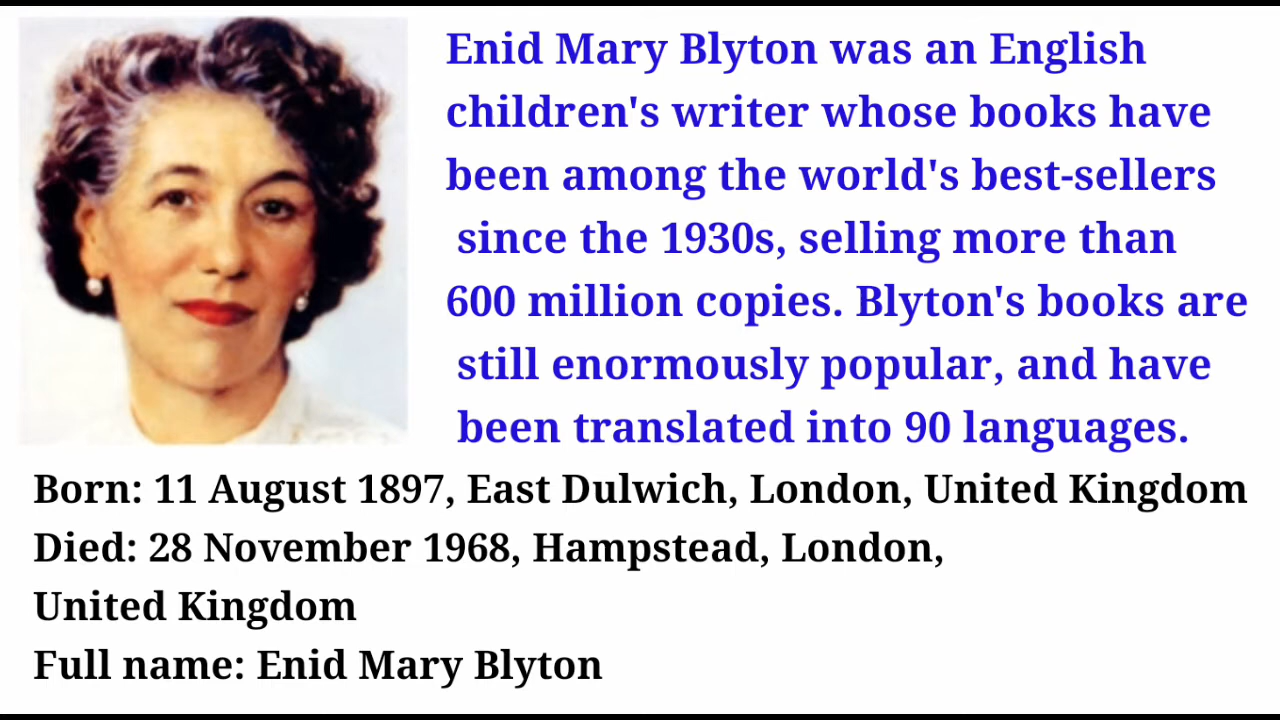 Enid Mary Blyton was an English
children's writer whose books have
been among the world's best-sellers
since the 1930s, selling more than
600 million copies. Blyton's books are
still enormously popular, and have
been translated into 90 languages.
Born: 11 August 1897, East Dulwich, London, United Kingdom
Died: 28 November 1968, Hampstead, London,
United Kingdom
Full name: Enid Mary Blyton